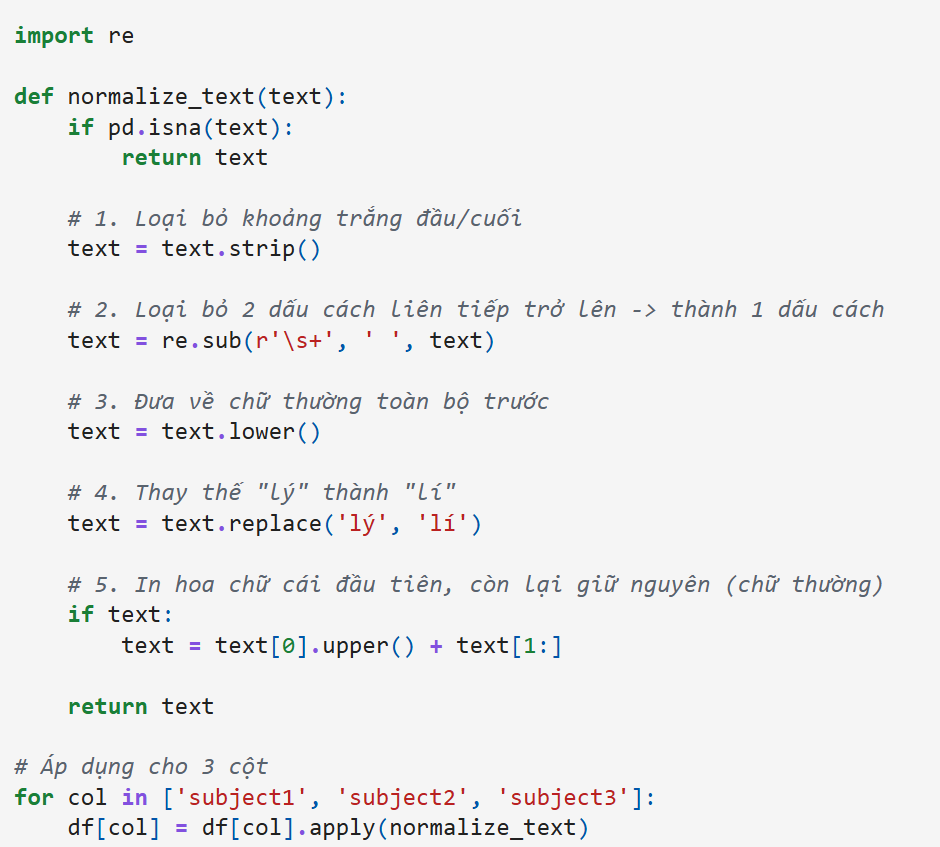 import re
def normalize_text(text):
    if pd.isna(text):
        return text
    # 1. Loại bỏ khoảng trắng đầu/cuối
    text = text.strip()
    # 2. Loại bỏ 2 dấu cách liên tiếp trở lên -> thành 1 dấu cách
    text = re.sub(r'\s+', ' ', text)
    # 3. Đưa về chữ thường toàn bộ trước
    text = text.lower()
    # 4. Thay thế "lý" thành "lí"
    text = text.replace('lý', 'lí')
    # 5. In hoa chữ cái đầu tiên, còn lại giữ nguyên (chữ thường)
    if text:
        text = text[0].upper() + text[1:]
    return text
# Áp dụng cho 3 cột
for col in ['subject1', 'subject2', 'subject3']:
    df[col] = df[col].apply(normalize_text)